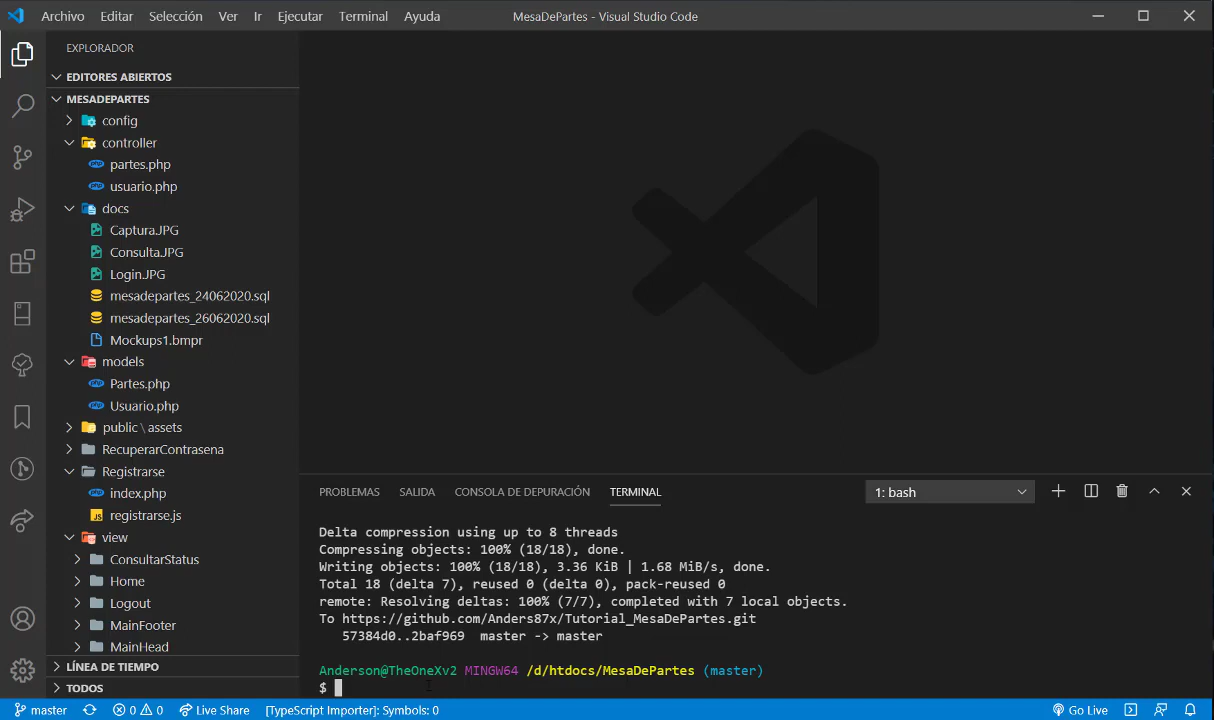 Archivo Editar Selección Ver Ir Ejecutar Terminal Ayuda MesaDePartes - Visual Studio Code
EXPLORADOR
EDITORES ABIERTOS
MESADEPARTES
config
controller
partes.php
usuario.php
docs
Captura.JPG
Consulta.JPG
Login.JPG
mesadepartes_24062020.sql
mesadepartes_26062020.sql
Mockups1.bmpr
models
Partes.php
Usuario.php
public \ assets
RecuperarContrasena
Registrarse
index.php
JS registrarse.js
view
ConsultarStatus
Home
Logout
MainFooter
MainHead
LÍNEA DE TIEMPO
TODOS
PROBLEMAS SALIDA CONSOLA DE DEPURACIÓN TERMINAL 1: bash
Delta compression using up to 8 threads
Compressing objects: 100% (18/18), done.
Writing objects: 100% (18/18), 3.36 KiB | 1.68 MiB/s, done.
Total 18 (delta 7), reused 0 (delta 0), pack-reused 0
remote: Resolving deltas: 100% (7/7), completed with 7 local objects.
To https://github.com/Anders87x/Tutorial_MesaDePartes.git
57384d0..2baf969 master -> master
Anderson@TheOneXv2 MINGW64 /d/htdocs/MesaDePartes (master)
$
master 0 0 Live Share [TypeScript Importer]: Symbols: 0 Go Live